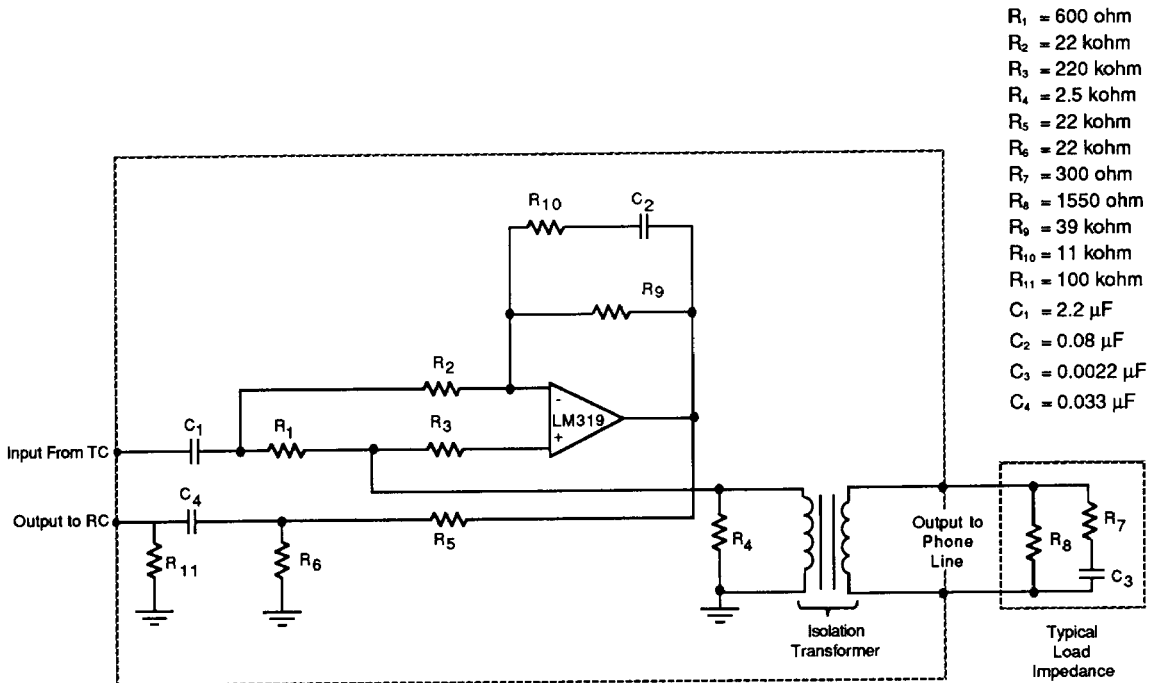 R₁ = 600 ohm
R₂ = 22 kohm
R₃ = 220 kohm
R₄ = 2.5 kohm
R₅ = 22 kohm
R₆ = 22 kohm
R₇ = 300 ohm
R₈ = 1550 ohm
R₉ = 39 kohm
R₁₀ = 11 kohm
R₁₁ = 100 kohm
C₁ = 2.2 μF
C₂ = 0.08 μF
C₃ = 0.0022 μF
C₄ = 0.033 μF
R₁₀
C₂
R₉
R₂
-
LM319
+
C₁
R₁
R₃
Input From TC
C₄
Output to RC
R₅
R₁₁
R₆
R₄
Output to
Phone
Line
R₈
R₇
C₃
Isolation
Transformer
Typical
Load
Impedance